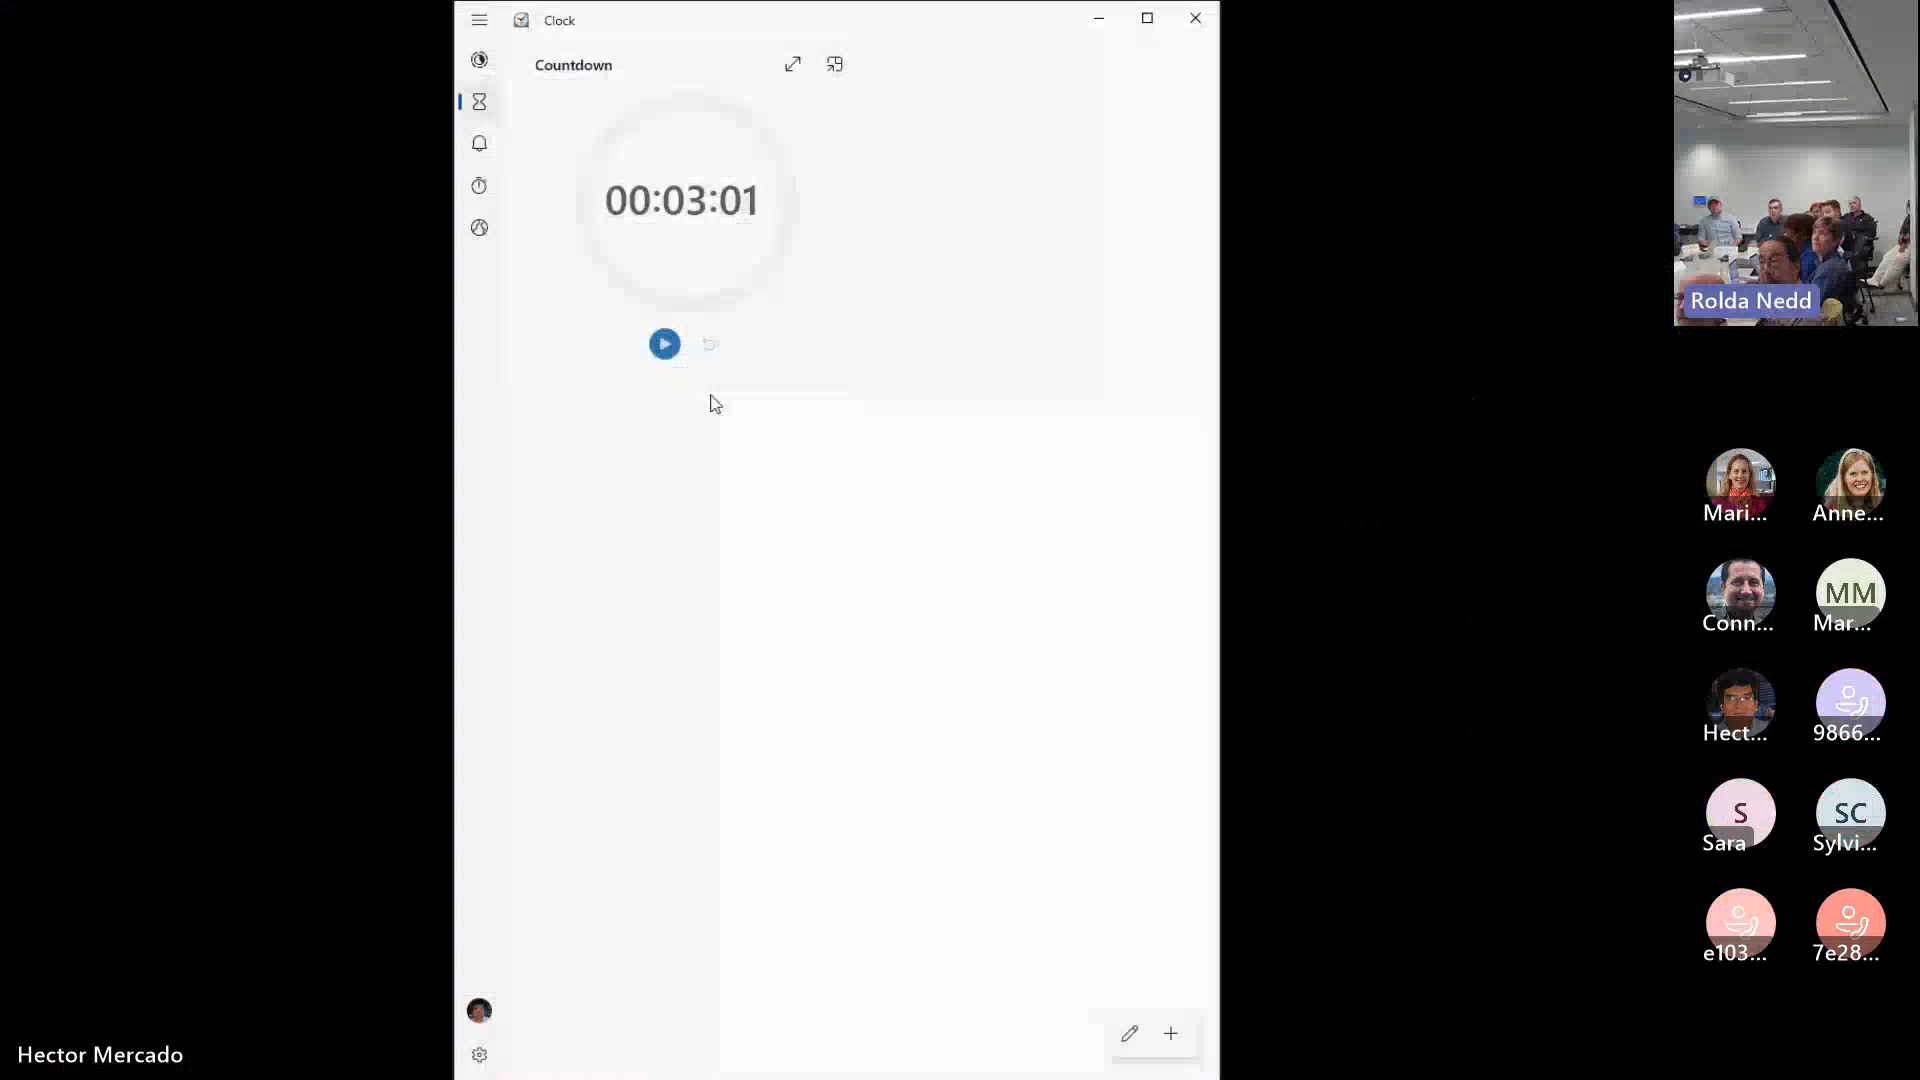 Clock
Countdown
00:03:01
Rolda Nedd
Mari...
Anne...
Conn...
MM
Mar...
Hect...
9866...
S
Sara
SC
Sylvi...
e103...
7e28...
Hector Mercado